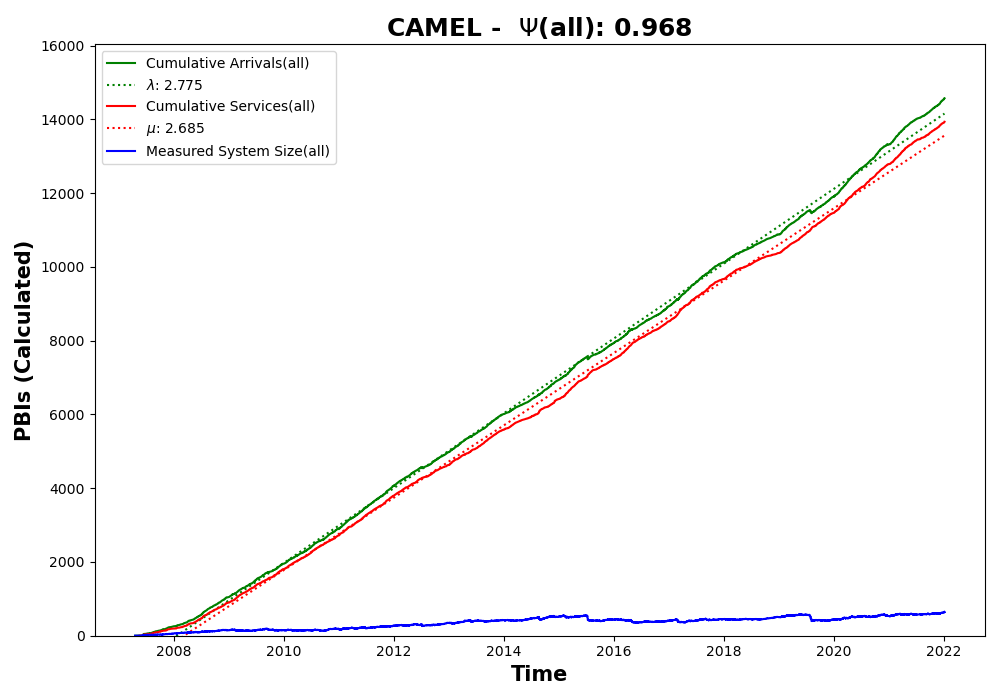 CAMEL - Ψ(all): 0.968
Cumulative Arrivals(all)
λ: 2.775
Cumulative Services(all)
μ: 2.685
Measured System Size(all)
PBIs (Calculated)
16000
14000
12000
10000
8000
6000
4000
2000
0
2008 2010 2012 2014 2016 2018 2020 2022
Time